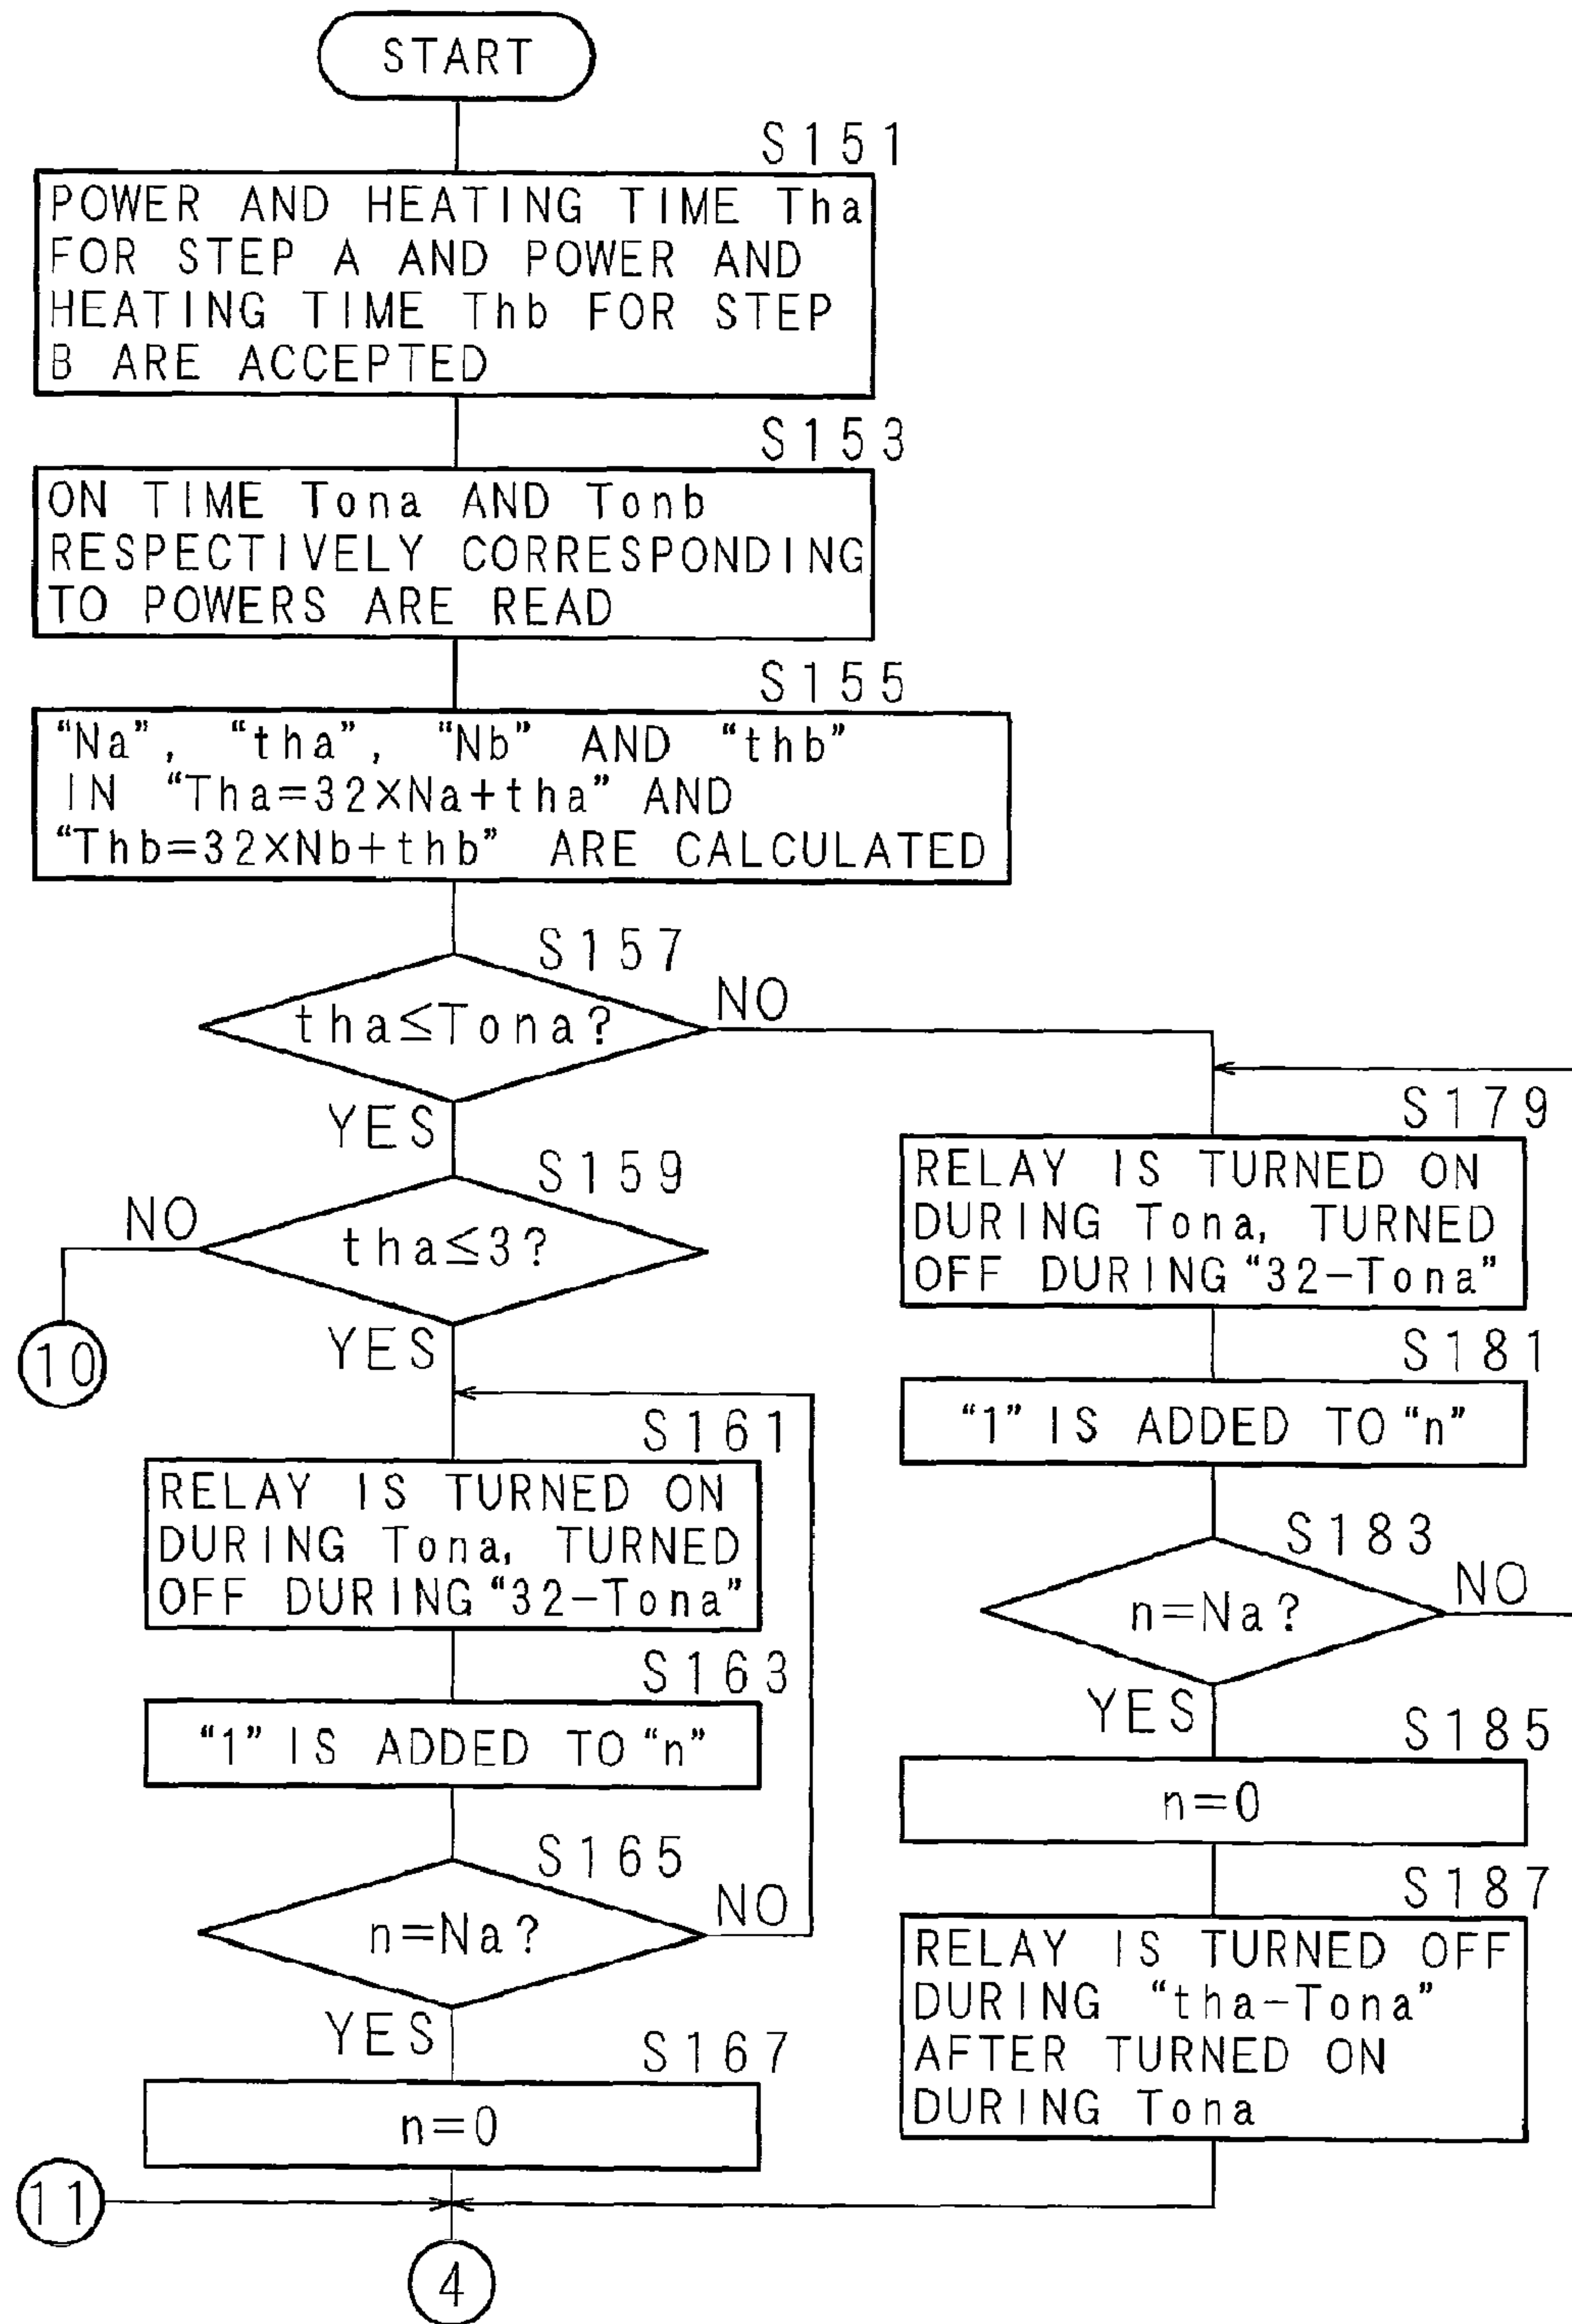 START
S151
POWER AND HEATING TIME Tha
FOR STEP A AND POWER AND
HEATING TIME Thb FOR STEP
B ARE ACCEPTED
S153
ON TIME Tona AND Tonb
RESPECTIVELY CORRESPONDING
TO POWERS ARE READ
S155
“Na”, “tha”, “Nb” AND “thb”
IN “Tha=32×Na+tha” AND
“Thb=32×Nb+thb” ARE CALCULATED
S157
tha≤Tona?
NO
YES
S159
tha≤3?
NO
10
YES
S161
RELAY IS TURNED ON
DURING Tona, TURNED
OFF DURING “32-Tona”
S163
“1” IS ADDED TO “n”
S165
n=Na?
NO
YES
S167
n=0
S179
RELAY IS TURNED ON
DURING Tona, TURNED
OFF DURING “32-Tona”
S181
“1” IS ADDED TO “n”
S183
n=Na?
NO
YES
S185
n=0
S187
RELAY IS TURNED OFF
DURING “tha-Tona”
AFTER TURNED ON
DURING Tona
11
4